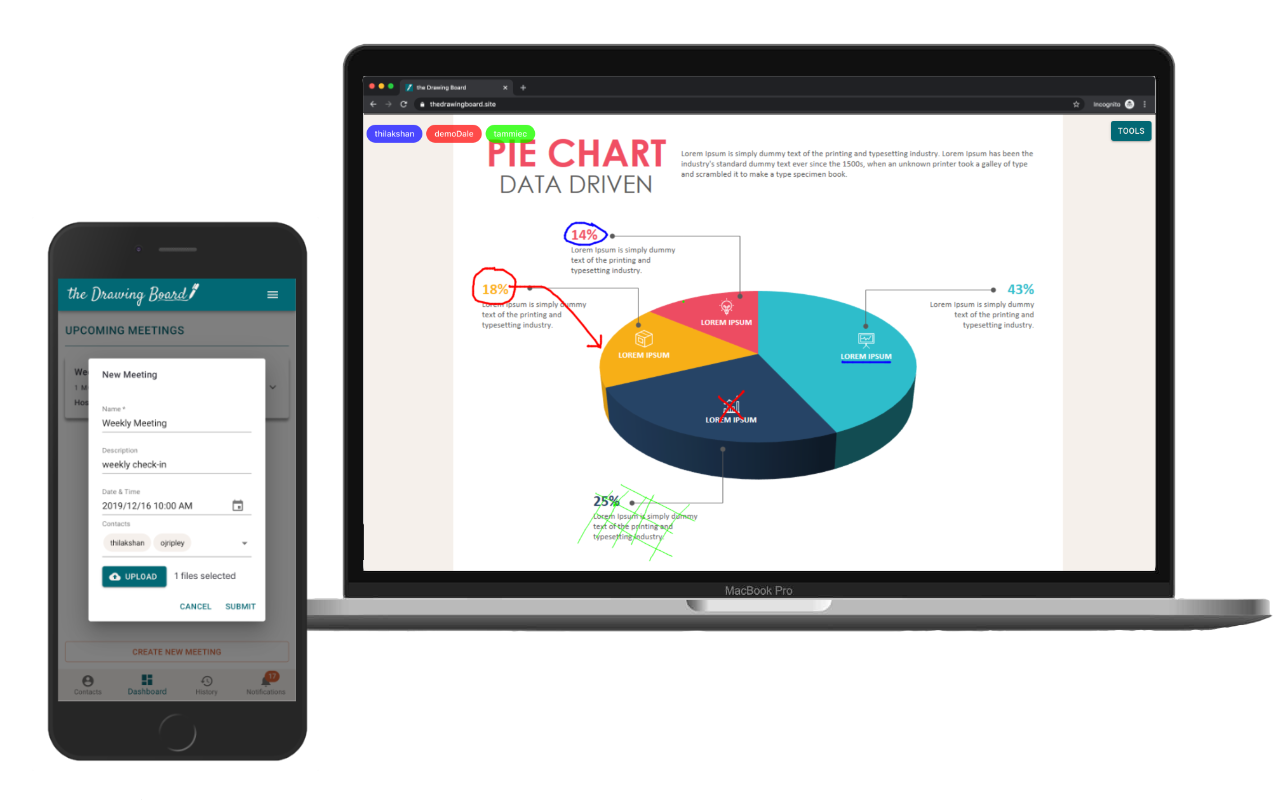 the Drawing Board
UPCOMING MEETINGS
We
1 M
Hos
New Meeting
Name *
Weekly Meeting
Description
weekly check-in
Date & Time
2019/12/16 10:00 AM
Contacts
thilakshan ojripley
UPLOAD 1 files selected
CANCEL SUBMIT
CREATE NEW MEETING
17
Contacts Dashboard History Notifications
the Drawing Board
thedrawingboard.site Incognito
thilakshan demoDale tammiec TOOLS
PIE CHART
DATA DRIVEN
Lorem Ipsum is simply dummy text of the printing and typesetting industry. Lorem Ipsum has been the
industry's standard dummy text ever since the 1500s, when an unknown printer took a galley of type
and scrambled it to make a type specimen book.
14%
Lorem Ipsum is simply dummy
text of the printing and
typesetting industry.
18%
Lorem Ipsum is simply dummy
text of the printing and
typesetting industry.
43%
Lorem Ipsum is simply dummy
text of the printing and
typesetting industry.
LOREM IPSUM
LOREM IPSUM
LOREM IPSUM
LOREM IPSUM
25%
Lorem Ipsum is simply dummy
text of the printing and
typesetting industry.
MacBook Pro